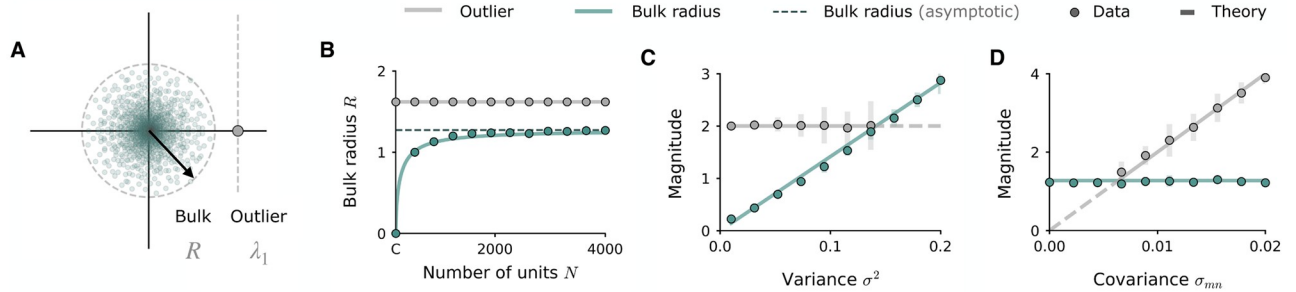 Outlier
Bulk radius
Bulk radius (asymptotic)
Data
Theory
A
Bulk
Outlier
R
λ1
B
Bulk radius R
2
1
0
C
2000
4000
Number of units N
C
Magnitude
3
2
1
0
0.0
0.1
0.2
Variance σ²
D
Magnitude
4
2
0
0.00
0.01
0.02
Covariance σmn